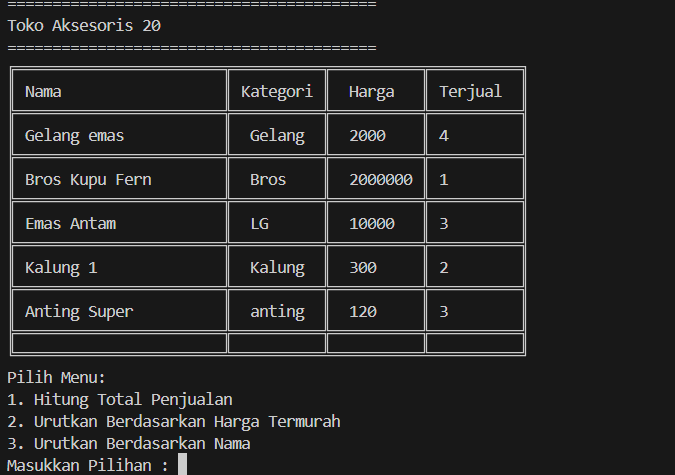 =========================================
Toko Aksesoris 20
=========================================
Nama Kategori Harga Terjual
Gelang emas Gelang 2000 4
Bros Kupu Fern Bros 2000000 1
Emas Antam LG 10000 3
Kalung 1 Kalung 300 2
Anting Super anting 120 3
Pilih Menu:
1. Hitung Total Penjualan
2. Urutkan Berdasarkan Harga Termurah
3. Urutkan Berdasarkan Nama
Masukkan Pilihan :